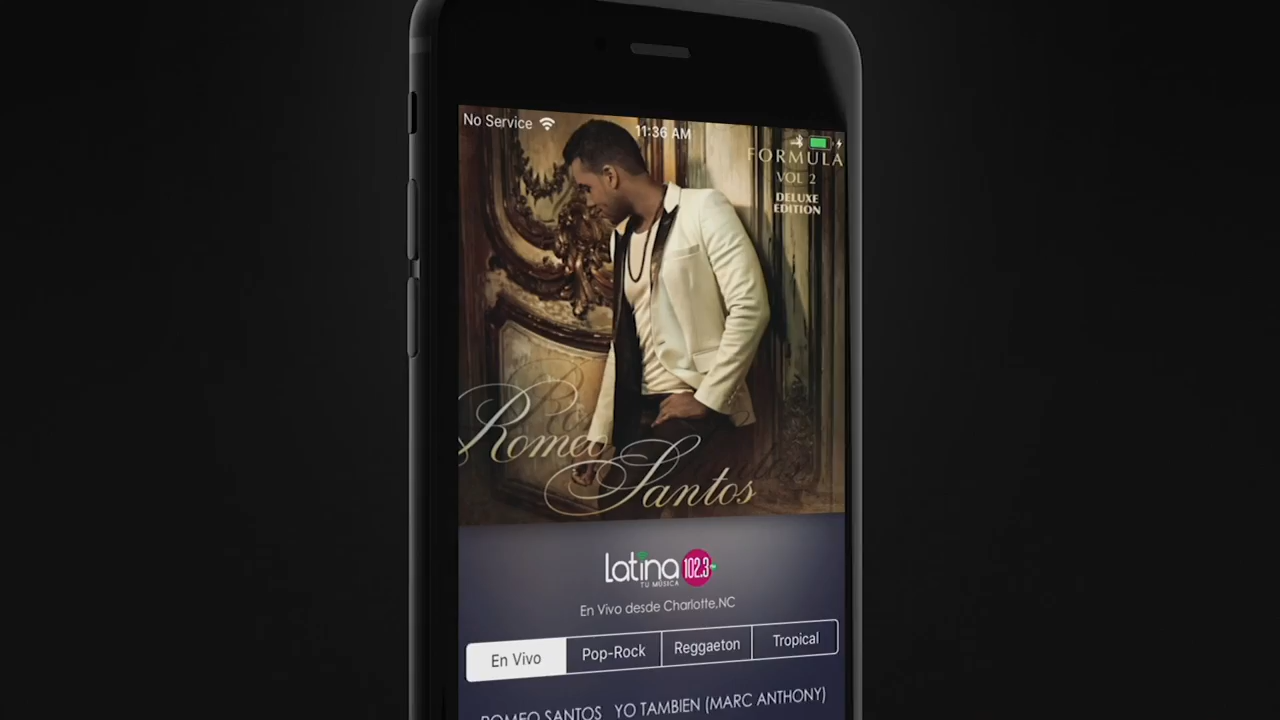 No Service
11:36 AM
FORMULA
VOL 2
DELUXE
EDITION
Romeo
Santos
latina 102.3
TU MÚSICA
En Vivo desde Charlotte,NC
En Vivo Pop-Rock Reggaeton Tropical
ROMEO SANTOS YO TAMBIEN (MARC ANTHONY)